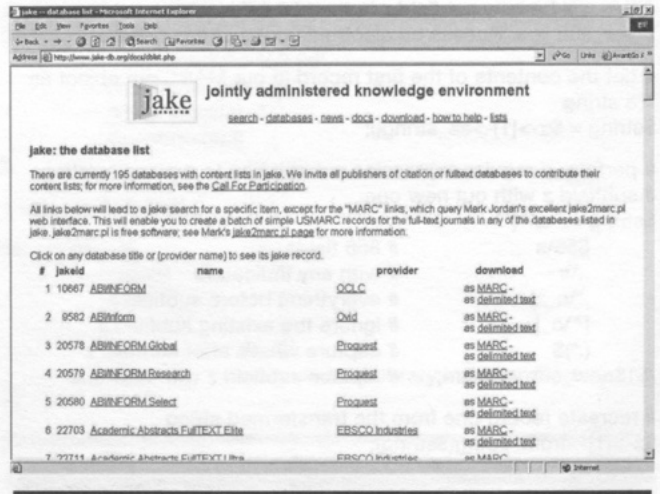 jake -- database list - Microsoft Internet Explorer
File Edit View Favorites Tools Help
Back Search Favorites
Address http://www.jake-db.org/docs/dblist.php Go Links
jake jointly administered knowledge environment
search - databases - news - docs - download - how to help - lists
jake: the database list
There are currently 195 databases with content lists in jake. We invite all publishers of citation or fulltext databases to contribute their
content lists; for more information, see the Call For Participation.
All links below will lead to a jake search for a specific item, except for the "MARC" links, which query Mark Jordan's excellent jake2marc.pl
web interface. This will enable you to create a batch of simple USMARC records for the full-text journals in any of the databases listed in
jake. jake2marc.pl is free software; see Mark's jake2marc.pl page for more information.
Click on any database title or (provider name) to see its jake record.
# jakeid name provider download
1 10667 ABI/INFORM OCLC as MARC -
as delimited text
2 9582 ABI/Inform Ovid as MARC -
as delimited text
3 20578 ABI/INFORM Global Proquest as MARC -
as delimited text
4 20579 ABI/INFORM Research Proquest as MARC -
as delimited text
5 20580 ABI/INFORM Select Proquest as MARC -
as delimited text
6 22703 Academic Abstracts FullTEXT Elite EBSCO Industries as MARC -
as delimited text
7 22711 Academic Abstracts FullTEXT Ultra EBSCO Industries as MARC -
Internet